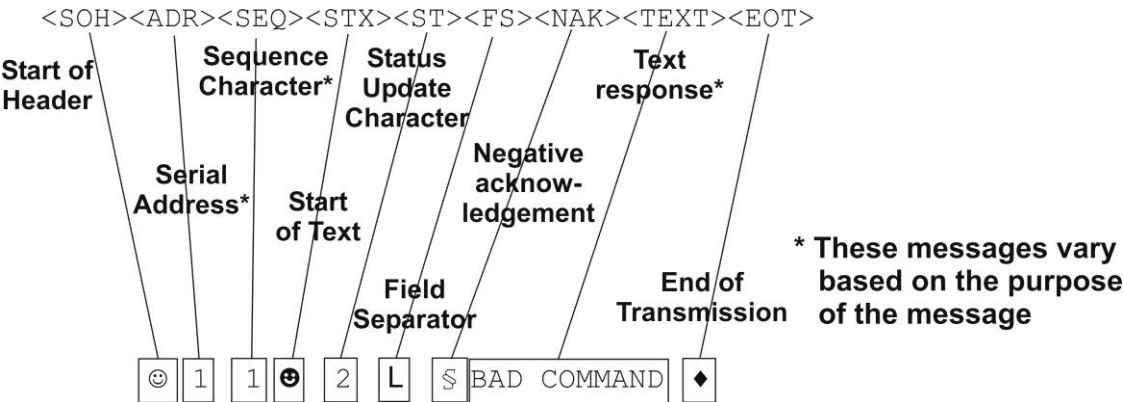 <SOH><ADR><SEQ><STX><ST><FS><NAK><TEXT><EOT>
Start of
Header
Sequence
Character*
Status
Update
Character
Text
response*
Serial
Address*
Start
of Text
Negative
acknow-
ledgement
Field
Separator
End of
Transmission
* These messages vary
based on the purpose
of the message
☺ 1 1 ☻ 2 L § BAD COMMAND ♦